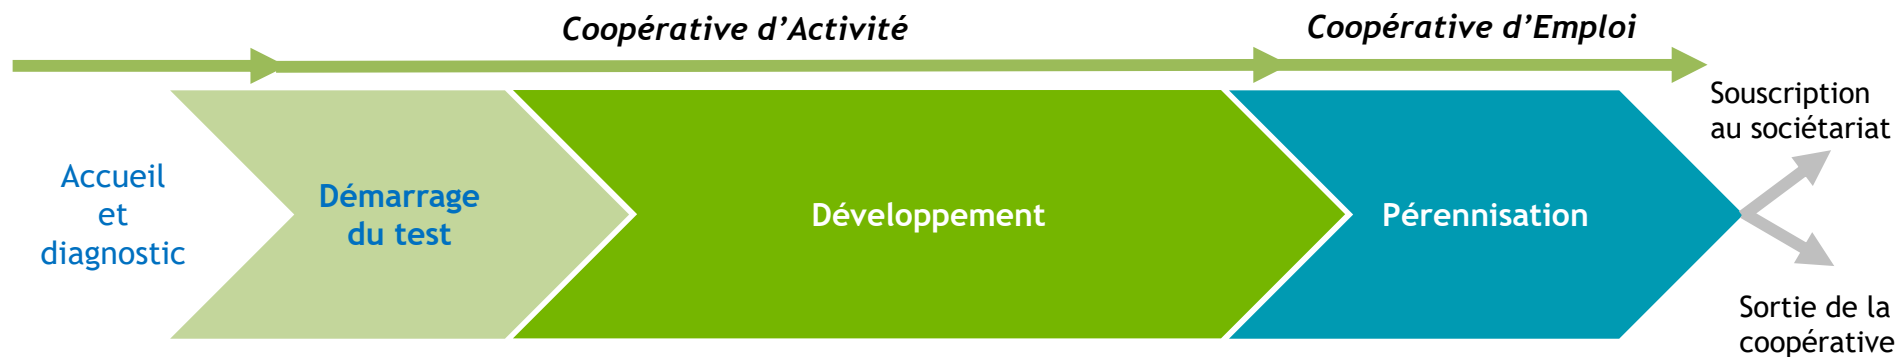 Coopérative d’Activité
Coopérative d’Emploi
Accueil
et
diagnostic
Démarrage
du test
Développement
Pérennisation
Souscription
au sociétariat
Sortie de la
coopérative